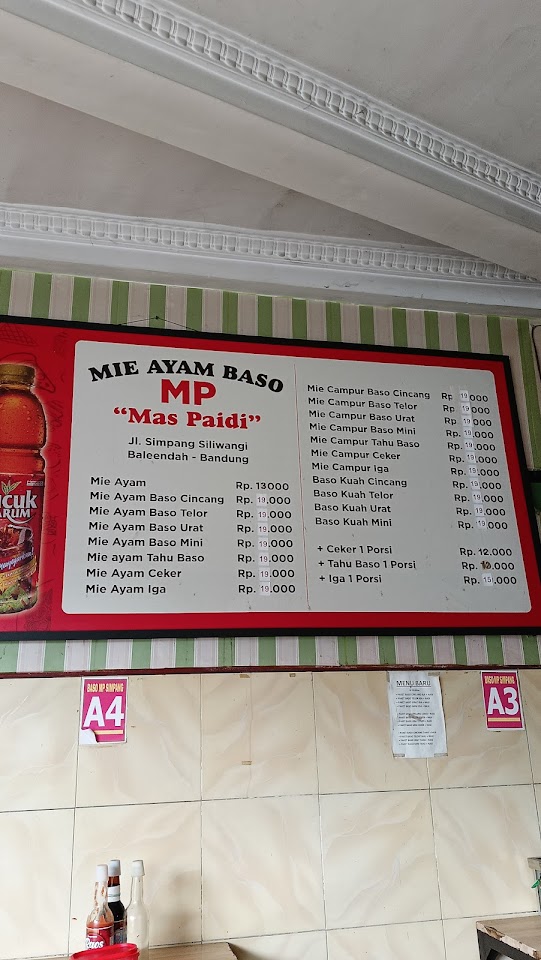 MIE AYAM BASO
MP
"Mas Paidi"
Jl. Simpang Siliwangi
Baleendah - Bandung
Mie Ayam Rp. 13000
Mie Ayam Baso Cincang Rp. 19.000
Mie Ayam Baso Telor Rp. 19.000
Mie Ayam Baso Urat Rp. 19.000
Mie Ayam Baso Mini Rp. 19.000
Mie ayam Tahu Baso Rp. 19.000
Mie Ayam Ceker Rp. 19.000
Mie Ayam Iga Rp. 19.000
Mie Campur Baso Cincang Rp 19.000
Mie Campur Baso Telor Rp 19.000
Mie Campur Baso Urat Rp. 19.000
Mie Campur Baso Mini Rp. 19.000
Mie Campur Tahu Baso Rp. 19.000
Mie Campur Ceker Rp. 19.000
Mie Campur Iga Rp. 19.000
Baso Kuah Cincang Rp. 19.000
Baso Kuah Telor Rp. 19.000
Baso Kuah Urat Rp. 19.000
Baso Kuah Mini Rp. 19.000
+ Ceker 1 Porsi Rp. 12.000
+ Tahu Baso 1 Porsi Rp. 10.000
+ Iga 1 Porsi Rp. 15.000
cuk
ARUM
BASO MP SIMPANG
A4
MENU BARU
BASO MP SIMPANG
A3